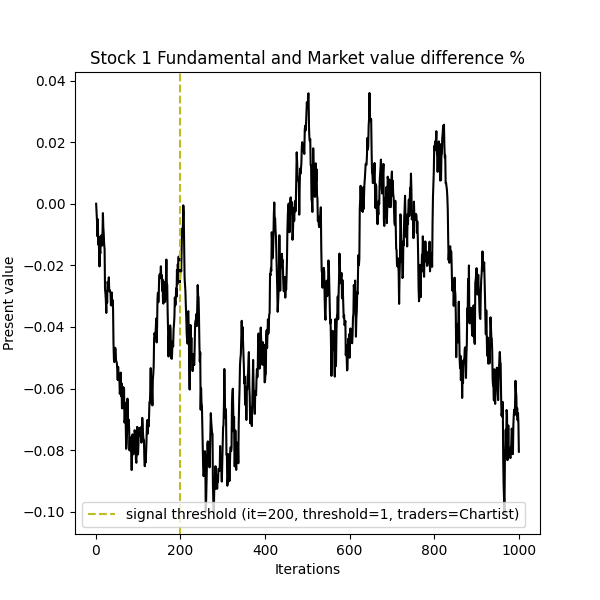 Stock 1 Fundamental and Market value difference %
0.04
0.02
0.00
−0.02
−0.04
−0.06
−0.08
−0.10
Present value
signal threshold (it=200, threshold=1, traders=Chartist)
0 200 400 600 800 1000
Iterations